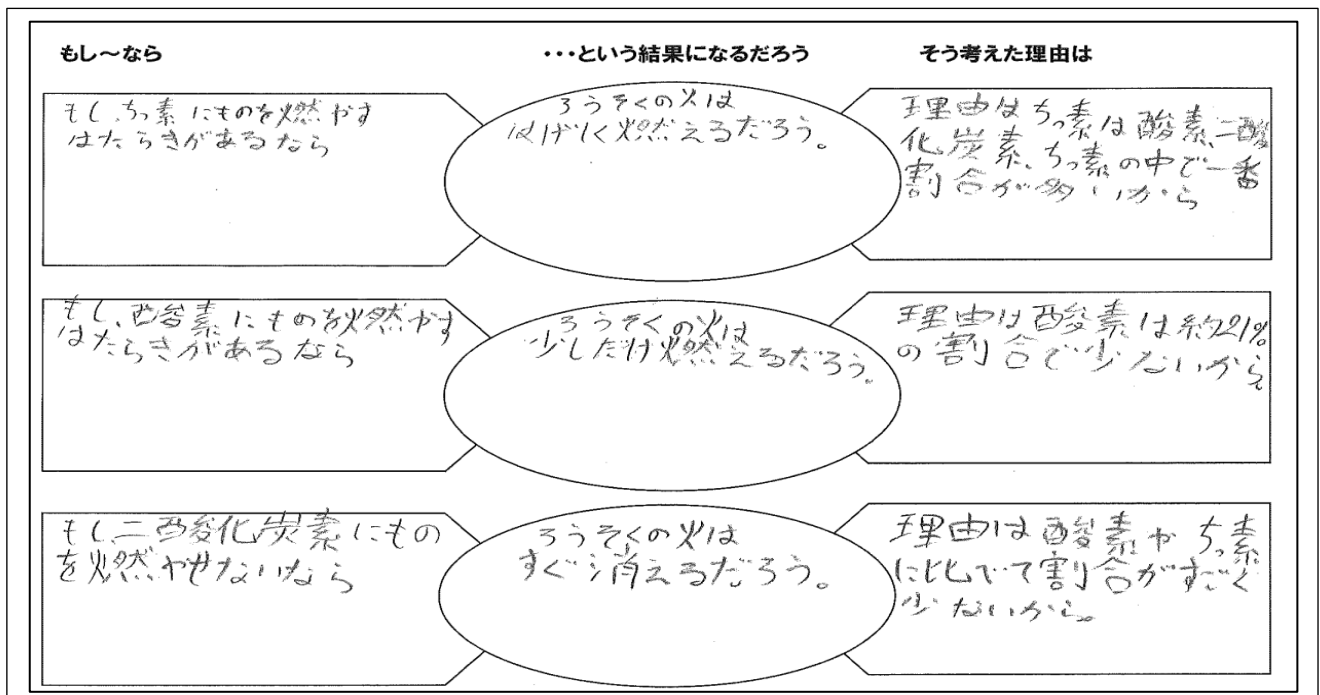 もし～なら
・・・という結果になるだろう
そう考えた理由は
もし、ちっ素にものを燃やす
はたらきがあるなら
ろうそくの火は
はげしく燃えるだろう。
理由はちっ素は酸素、二酸
化炭素、ちっ素の中で一番
割合が多いから
もし、酸素にものを燃やす
はたらきがあるなら
ろうそくの火は
少しだけ燃えるだろう。
理由は酸素は約21%
の割合で少ないから
もし二酸化炭素にもの
を燃やせないなら
ろうそくの火は
すぐ消えるだろう。
理由は酸素やちっ素
に比べて割合がすごく
少ないから。